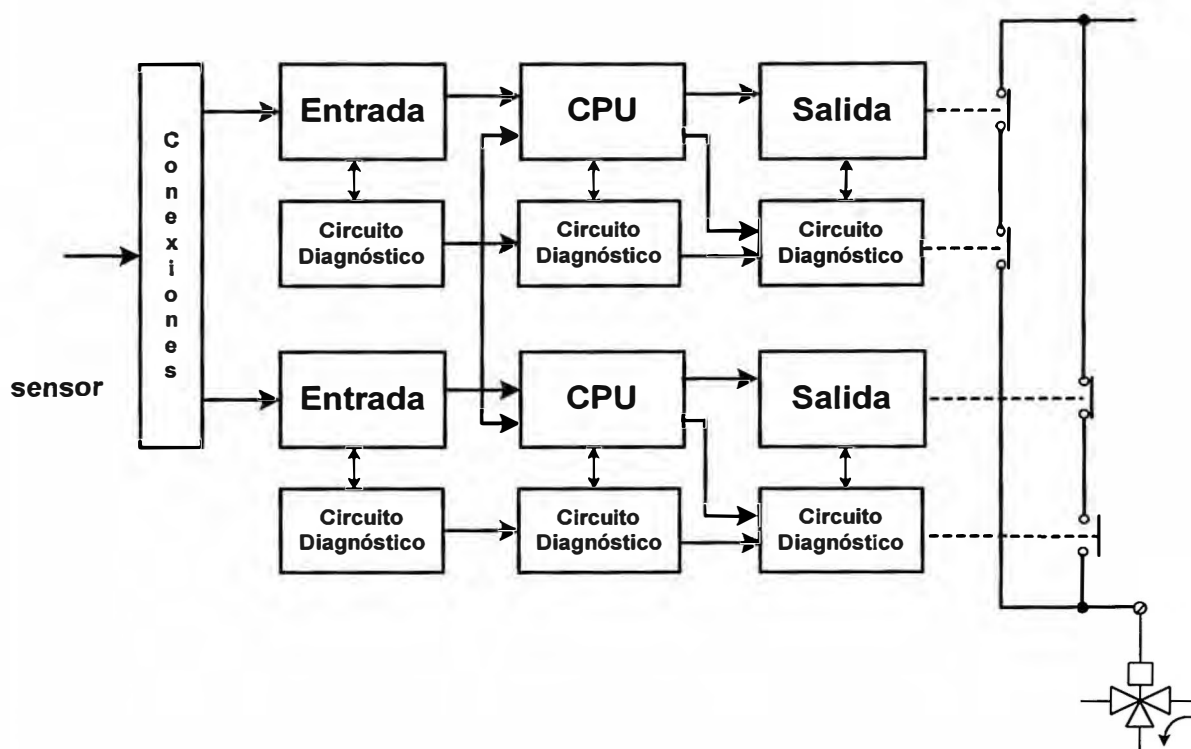 Conexiones
sensor
Entrada
CPU
Salida
Circuito
Diagnóstico
Circuito
Diagnóstico
Circuito
Diagnóstico
Entrada
CPU
Salida
Circuito
Diagnóstico
Circuito
Diagnóstico
Circuito
Diagnóstico